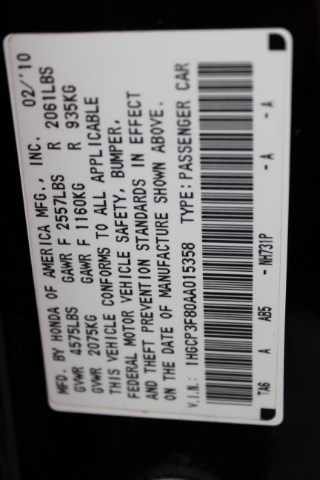 MFD. BY HONDA OF AMERICA MFG., INC. 02/'10
GVWR 4575LBS GAWR F 2557LBS R 2061LBS
GVWR 2075KG GAWR F 1160KG R 935KG
THIS VEHICLE CONFORMS TO ALL APPLICABLE
FEDERAL MOTOR VEHICLE SAFETY, BUMPER,
AND THEFT PREVENTION STANDARDS IN EFFECT
ON THE DATE OF MANUFACTURE SHOWN ABOVE.
V.I.N.: 1HGCP3F80AA015358 TYPE: PASSENGER CAR
TA6 A AB5 - NH731P - A - A